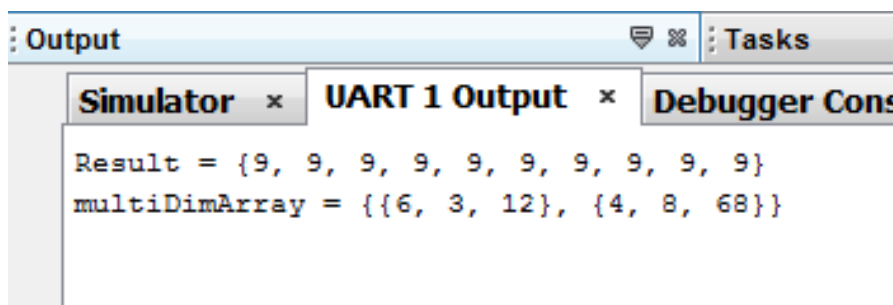 Output Tasks
Simulator × UART 1 Output × Debugger Cons
Result = {9, 9, 9, 9, 9, 9, 9, 9, 9, 9}
multiDimArray = {{6, 3, 12}, {4, 8, 68}}